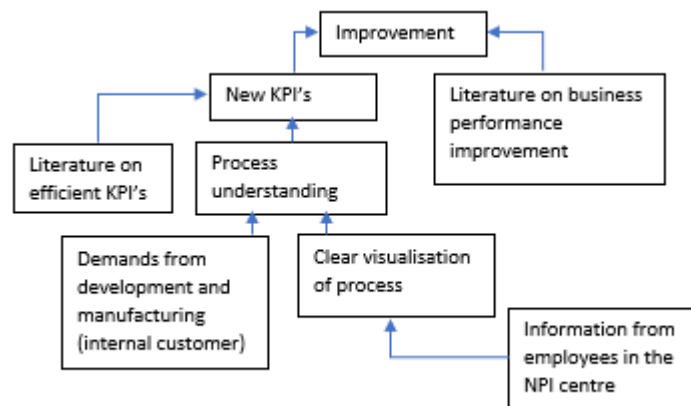 Improvement
New KPI's
Literature on business
performance
improvement
Literature on
efficient KPI's
Process
understanding
Demands from
development and
manufacturing
(internal customer)
Clear visualisation
of process
Information from
employees in the
NPI centre